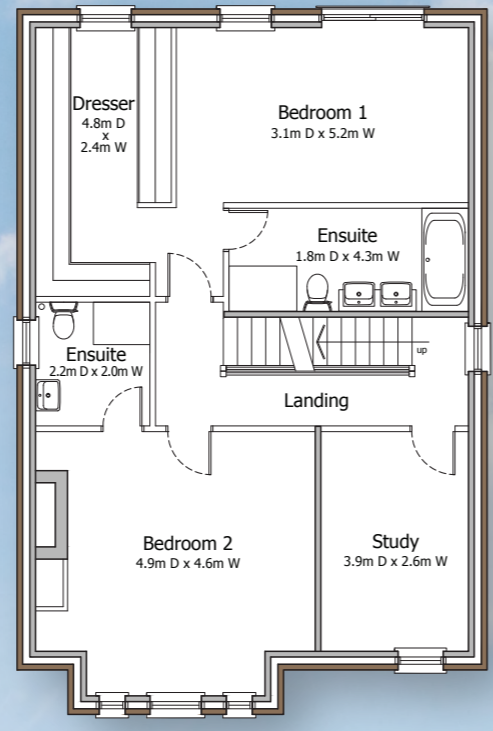 Dresser
4.8m D
x
2.4m W
Bedroom 1
3.1m D x 5.2m W
Ensuite
1.8m D x 4.3m W
Ensuite
2.2m D x 2.0m W
up
Landing
Bedroom 2
4.9m D x 4.6m W
Study
3.9m D x 2.6m W